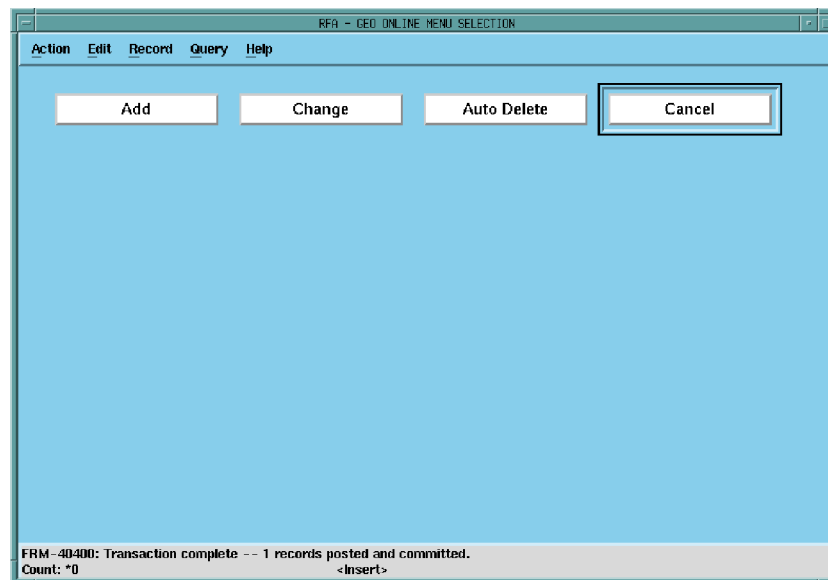 RFA - GEO ONLINE MENU SELECTION
Action Edit Record Query Help
Add Change Auto Delete Cancel
FRM-40400: Transaction complete -- 1 records posted and committed.
Count: *0 <Insert>